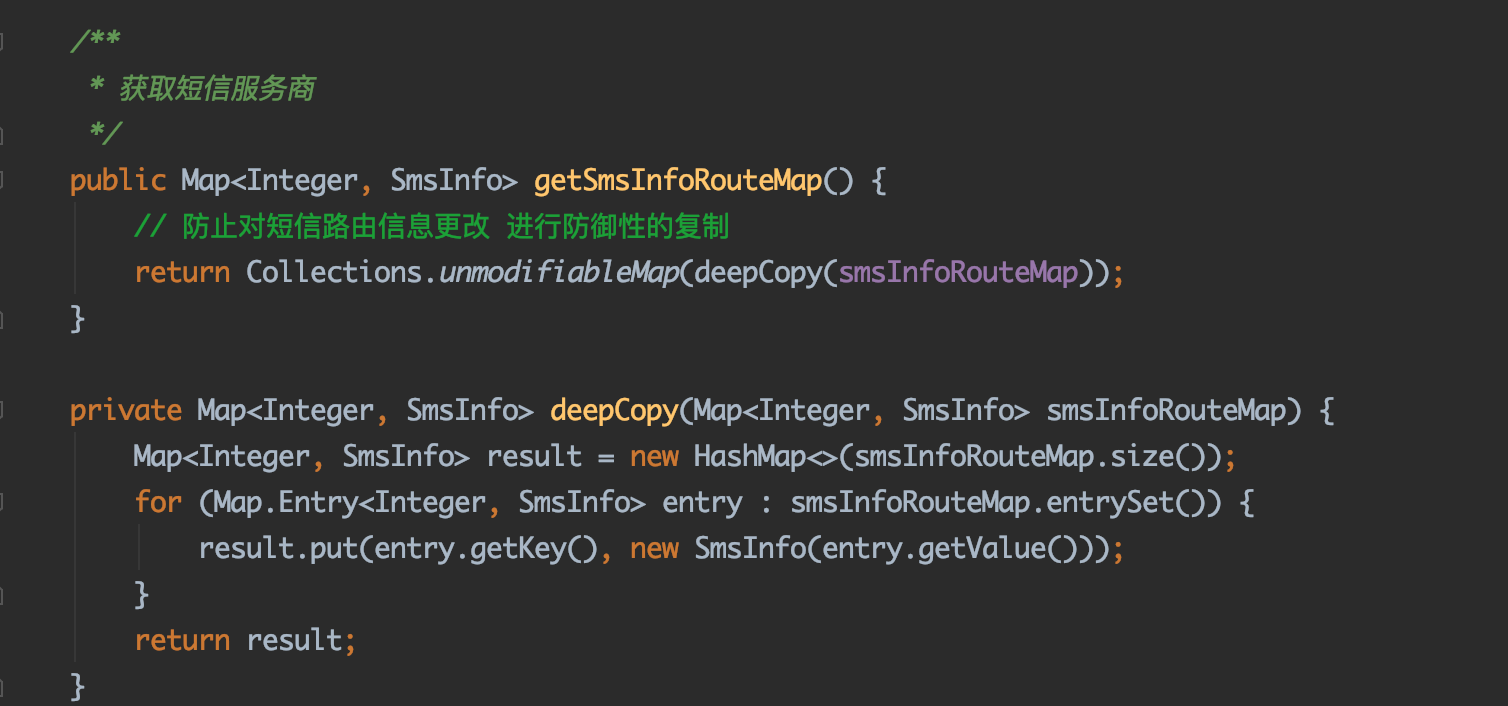 /**
* 获取短信服务商
*/
public Map<Integer, SmsInfo> getSmsInfoRouteMap() {
// 防止对短信路由信息更改 进行防御性的复制
return Collections.unmodifiableMap(deepCopy(smsInfoRouteMap));
}
private Map<Integer, SmsInfo> deepCopy(Map<Integer, SmsInfo> smsInfoRouteMap) {
Map<Integer, SmsInfo> result = new HashMap<>(smsInfoRouteMap.size());
for (Map.Entry<Integer, SmsInfo> entry : smsInfoRouteMap.entrySet()) {
result.put(entry.getKey(), new SmsInfo(entry.getValue()));
}
return result;
}